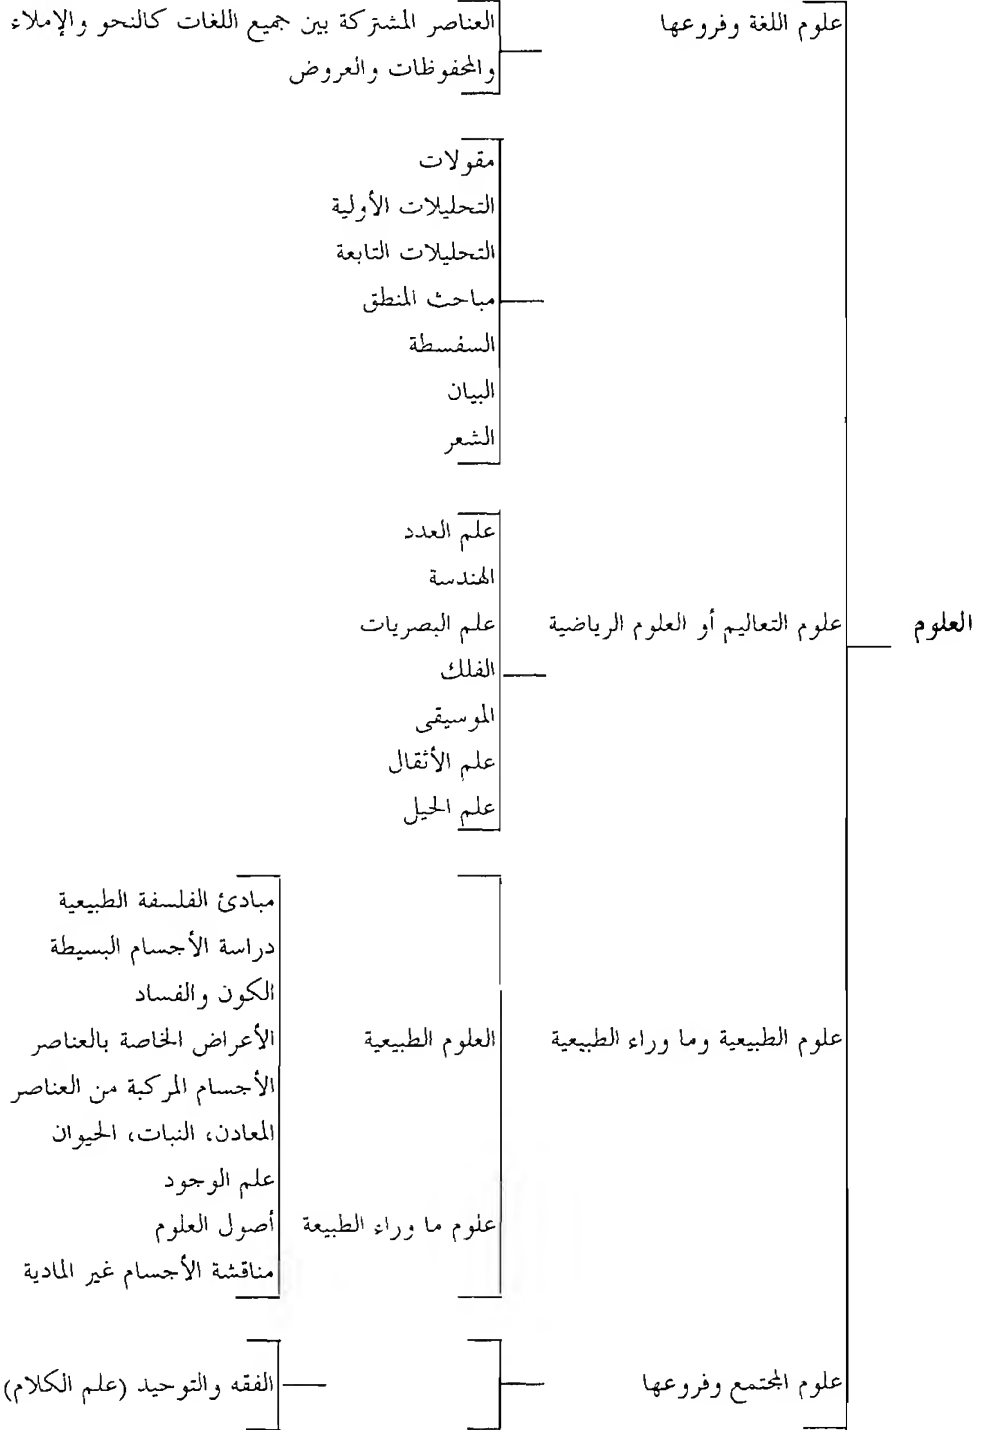 علوم اللغة وفروعها
العناصر المشتركة بين جميع اللغات كالنحو والإملاء
والمحفوظات والعروض
مقولات
التحليلات الأولية
التحليلات التابعة
مباحث المنطق
السفسطة
البيان
الشعر
العلوم
علوم التعاليم أو العلوم الرياضية
علم العدد
الهندسة
علم البصريات
الفلك
الموسيقى
علم الأثقال
علم الحيل
علوم الطبيعية وما وراء الطبيعية
العلوم الطبيعية
مبادئ الفلسفة الطبيعية
دراسة الأجسام البسيطة
الكون والفساد
الأعراض الخاصة بالعناصر
الأجسام المركبة من العناصر
المعادن، النبات، الحيوان
علوم ما وراء الطبيعة
علم الوجود
أصول العلوم
مناقشة الأجسام غير المادية
علوم المجتمع وفروعها
الفقه والتوحيد (علم الكلام)